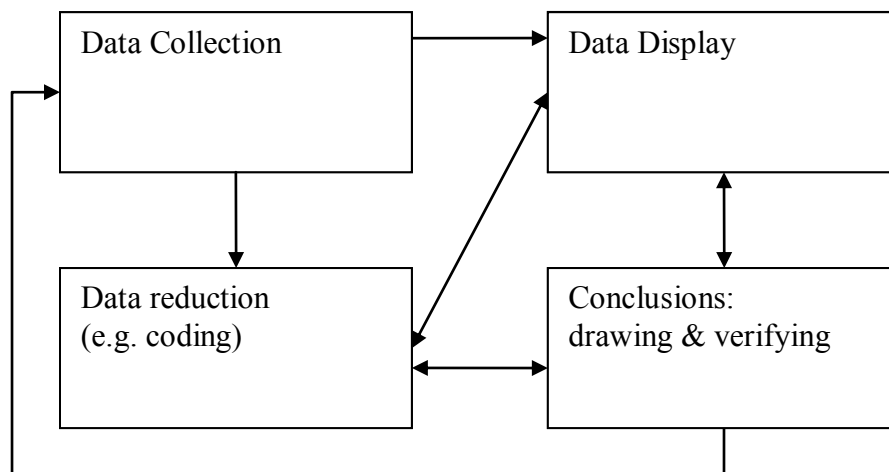 Data Collection
Data Display
Data reduction
(e.g. coding)
Conclusions:
drawing & verifying